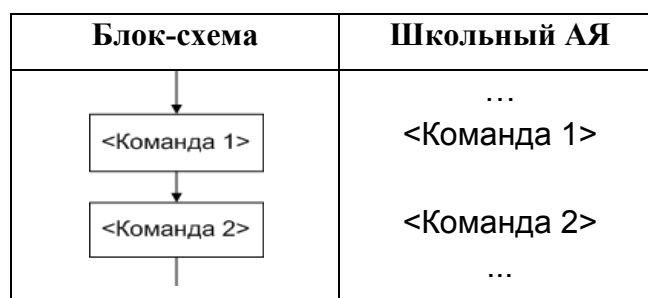 Блок-схема
Школьный АЯ
<Команда 1>
<Команда 2>
…
<Команда 1>
<Команда 2>
...